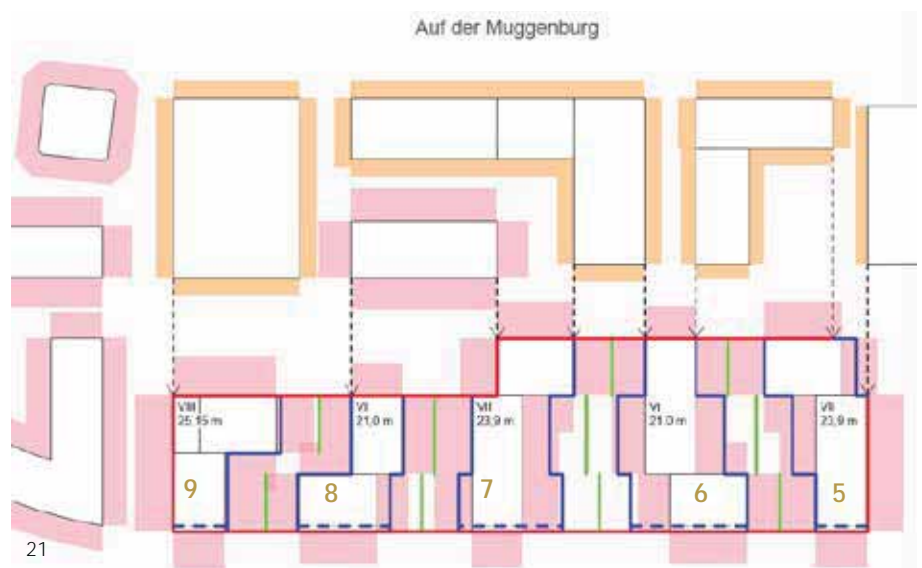 Auf der Muggenburg
VIII
25,15 m
VI
21,0 m
VII
23,9 m
VI
21,0 m
VII
23,9 m
9
8
7
6
5
21